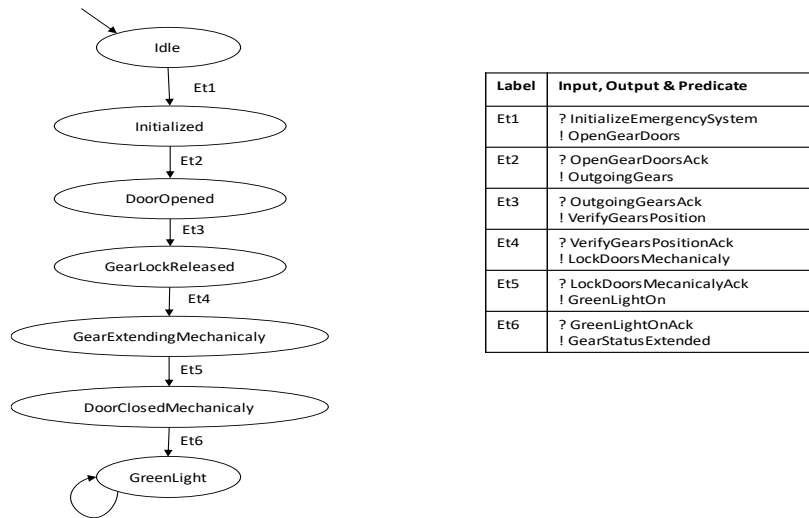 Idle
Et1
Initialized
Et2
DoorOpened
Et3
GearLockReleased
Et4
GearExtendingMechanicaly
Et5
DoorClosedMechanicaly
Et6
GreenLight
Label Input, Output & Predicate
Et1 ? InitializeEmergencySystem
! OpenGearDoors
Et2 ? OpenGearDoorsAck
! OutgoingGears
Et3 ? OutgoingGearsAck
! VerifyGearsPosition
Et4 ? VerifyGearsPositionAck
! LockDoorsMechanicaly
Et5 ? LockDoorsMecanicalyAck
! GreenLightOn
Et6 ? GreenLightOnAck
! GearStatusExtended